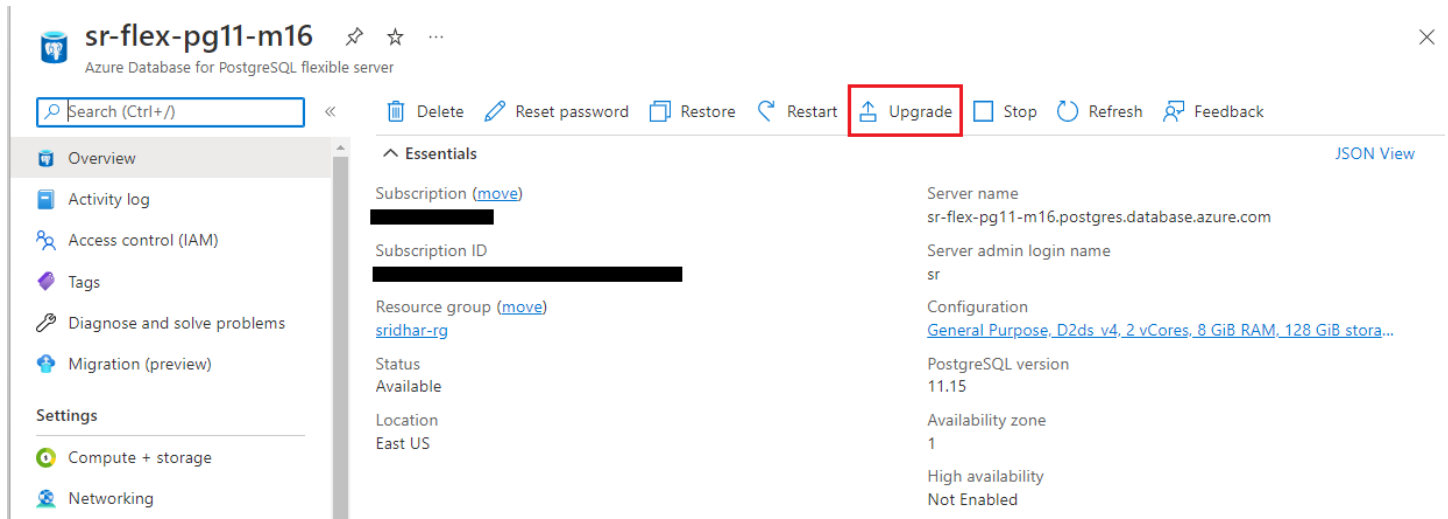 sr-flex-pg11-m16 ...
Azure Database for PostgreSQL flexible server
Search (Ctrl+/)
«
Delete Reset password Restore Restart Upgrade Stop Refresh Feedback
Overview
Activity log
Access control (IAM)
Tags
Diagnose and solve problems
Migration (preview)
Settings
Compute + storage
Networking
Essentials
JSON View
Subscription (move)
Subscription ID
Resource group (move)
sridhar-rg
Status
Available
Location
East US
Server name
sr-flex-pg11-m16.postgres.database.azure.com
Server admin login name
sr
Configuration
General Purpose, D2ds_v4, 2 vCores, 8 GiB RAM, 128 GiB stora...
PostgreSQL version
11.15
Availability zone
1
High availability
Not Enabled